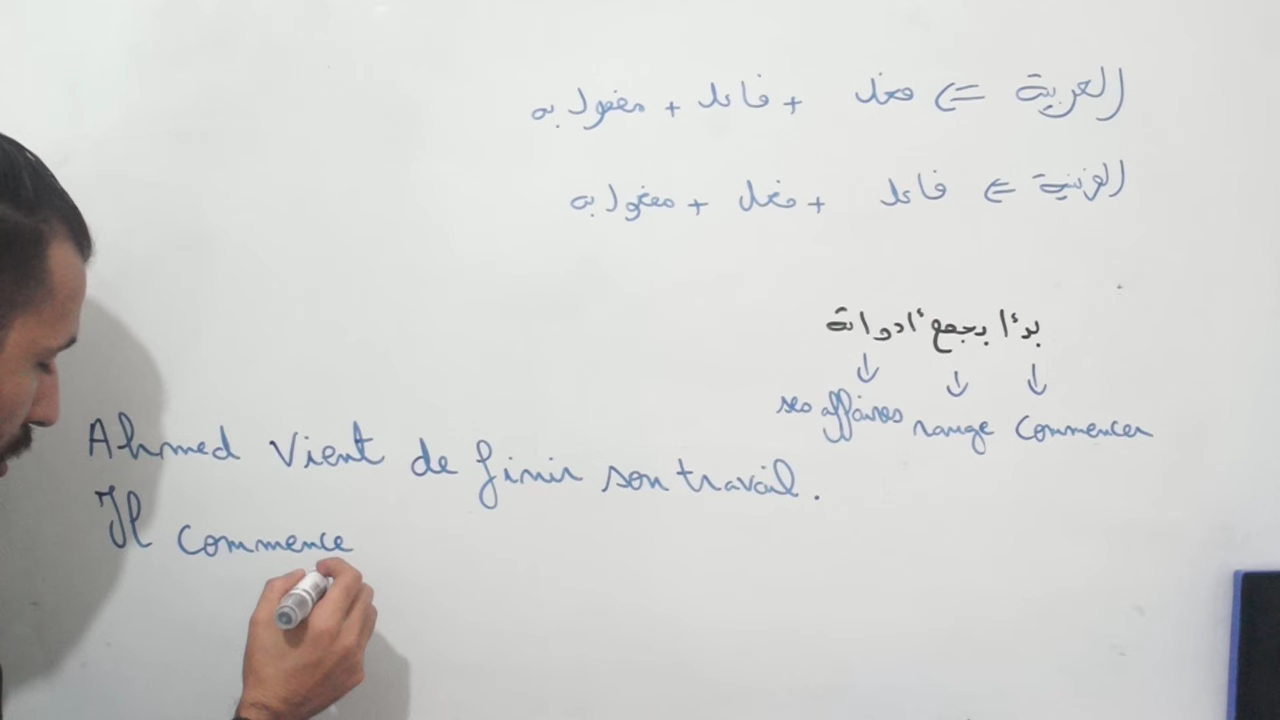 العربية <= فعل + فاعل + مفعول به
الفرنسية <= فاعل + فعل + مفعول به
بدأ بجمع أدواته
↓ ↓ ↓
ses affaires range commencer
Ahmed vient de finir son travail.
Il commence